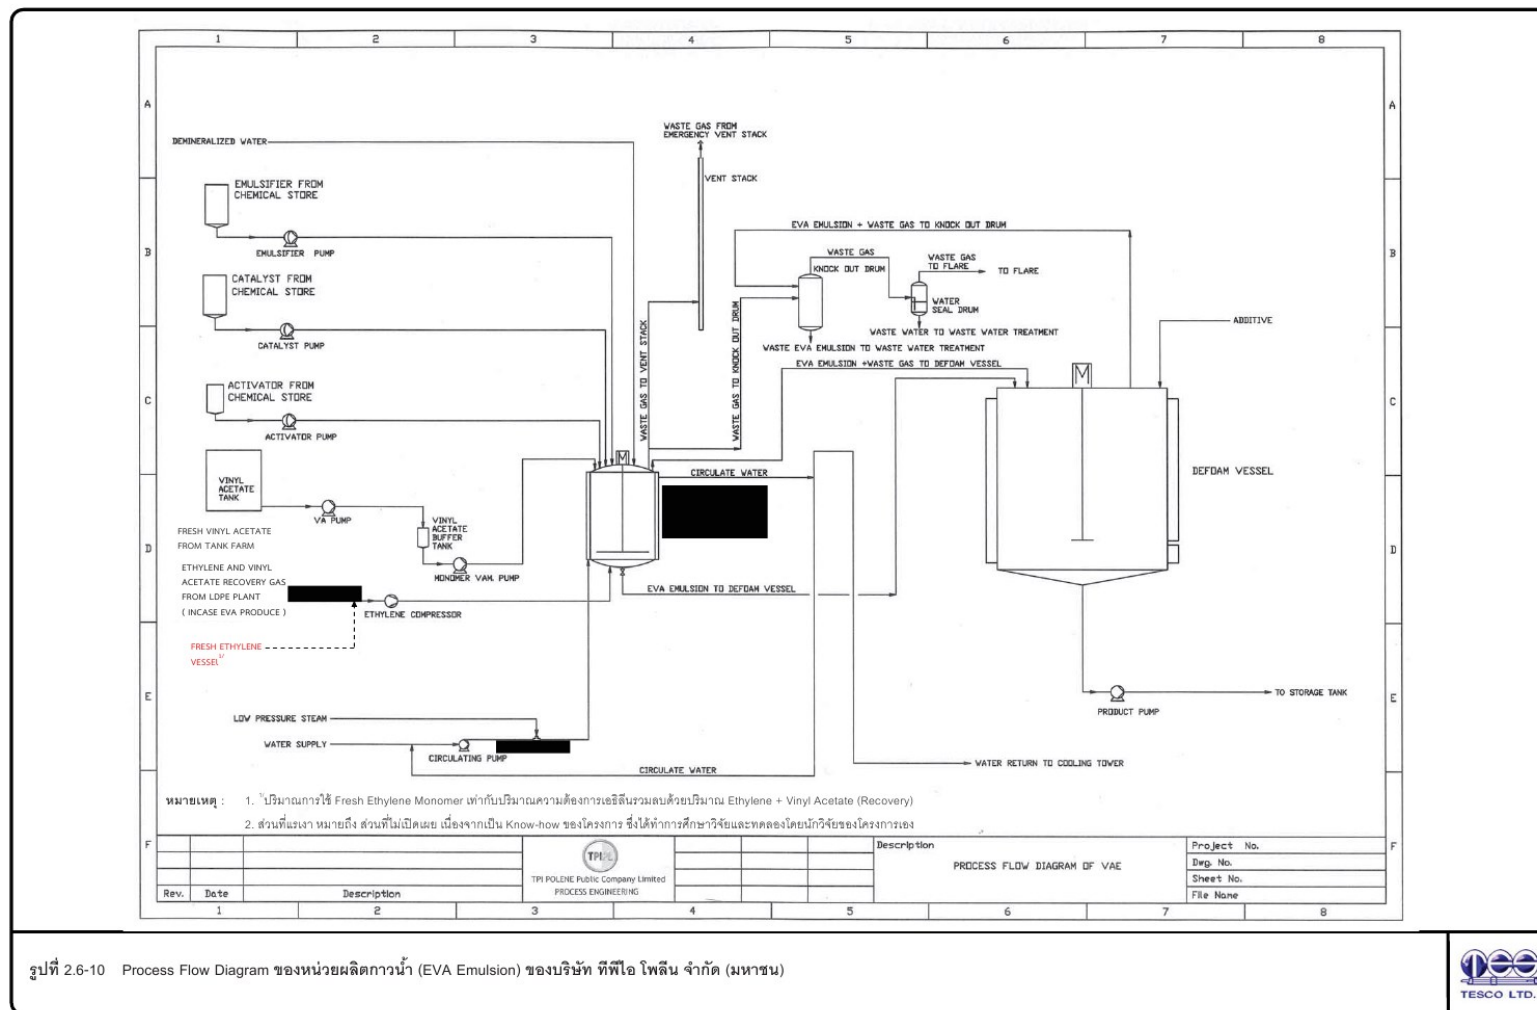 1 2 3 4 5 6 7 8
A A
WASTE GAS FROM
EMERGENCY VENT STACK
DEMINERALIZED WATER
VENT STACK
EMULSIFIER FROM
CHEMICAL STORE
EMULSIFIER PUMP
B B
EVA EMULSION + WASTE GAS TO KNOCK OUT DRUM
WASTE GAS
KNOCK OUT DRUM
WASTE GAS
TO FLARE
TO FLARE
WATER
SEAL DRUM
CATALYST FROM
CHEMICAL STORE
CATALYST PUMP
WASTE WATER TO WASTE WATER TREATMENT
WASTE EVA EMULSION TO WASTE WATER TREATMENT
EVA EMULSION +WASTE GAS TO DEFOAM VESSEL
ADDITIVE
WASTE GAS TO VENT STACK
WASTE GAS TO KNOCK OUT DRUM
M
C C
ACTIVATOR FROM
CHEMICAL STORE
ACTIVATOR PUMP
M
CIRCULATE WATER
DEFOAM VESSEL
VINYL
ACETATE
TANK
VA PUMP
VINYL
ACETATE
BUFFER
TANK
FRESH VINYL ACETATE
FROM TANK FARM
D D
MONOMER VAM. PUMP
ETHYLENE AND VINYL
ACETATE RECOVERY GAS
FROM LDPE PLANT
( INCASE EVA PRODUCE )
ETHYLENE COMPRESSOR
EVA EMULSION TO DEFOAM VESSEL
FRESH ETHYLENE
VESSEL 1/
E E
LOW PRESSURE STEAM
WATER SUPPLY
CIRCULATING PUMP
CIRCULATE WATER
PRODUCT PUMP
TO STORAGE TANK
WATER RETURN TO COOLING TOWER
หมายเหตุ : 1. 1/ปริมาณการใช้ Fresh Ethylene Monomer เท่ากับปริมาณความต้องการเอธิลีนรวมลบด้วยปริมาณ Ethylene + Vinyl Acetate (Recovery)
2. ส่วนที่แรเงา หมายถึง ส่วนที่ไม่เปิดเผย เนื่องจากเป็น Know-how ของโครงการ ซึ่งได้ทำการศึกษาวิจัยและทดลองโดยนักวิจัยของโครงการเอง
F F
Rev. Date Description
TPIPL
TPI POLENE Public Company Limited
PROCESS ENGINEERING
Description
PROCESS FLOW DIAGRAM OF VAE
Project No.
Dwg. No.
Sheet No.
File Name
1 2 3 4 5 6 7 8
รูปที่ 2.6-10 Process Flow Diagram ของหน่วยผลิตกาวน้ำ (EVA Emulsion) ของบริษัท ทีพีไอ โพลีน จำกัด (มหาชน)
TESCO LTD.